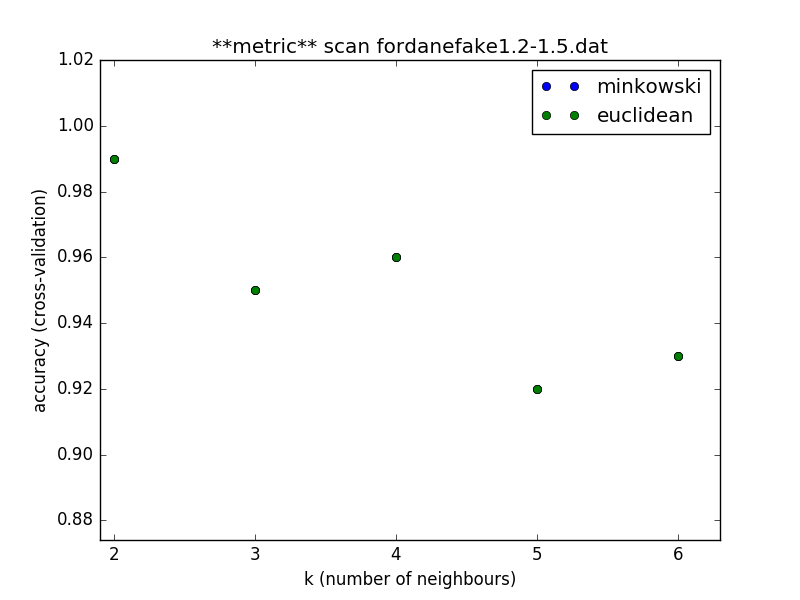 **metric** scan fordanefake1.2-1.5.dat
minkowski
euclidean
1.02
1.00
0.98
0.96
0.94
0.92
0.90
0.88
accuracy (cross-validation)
2 3 4 5 6
k (number of neighbours)